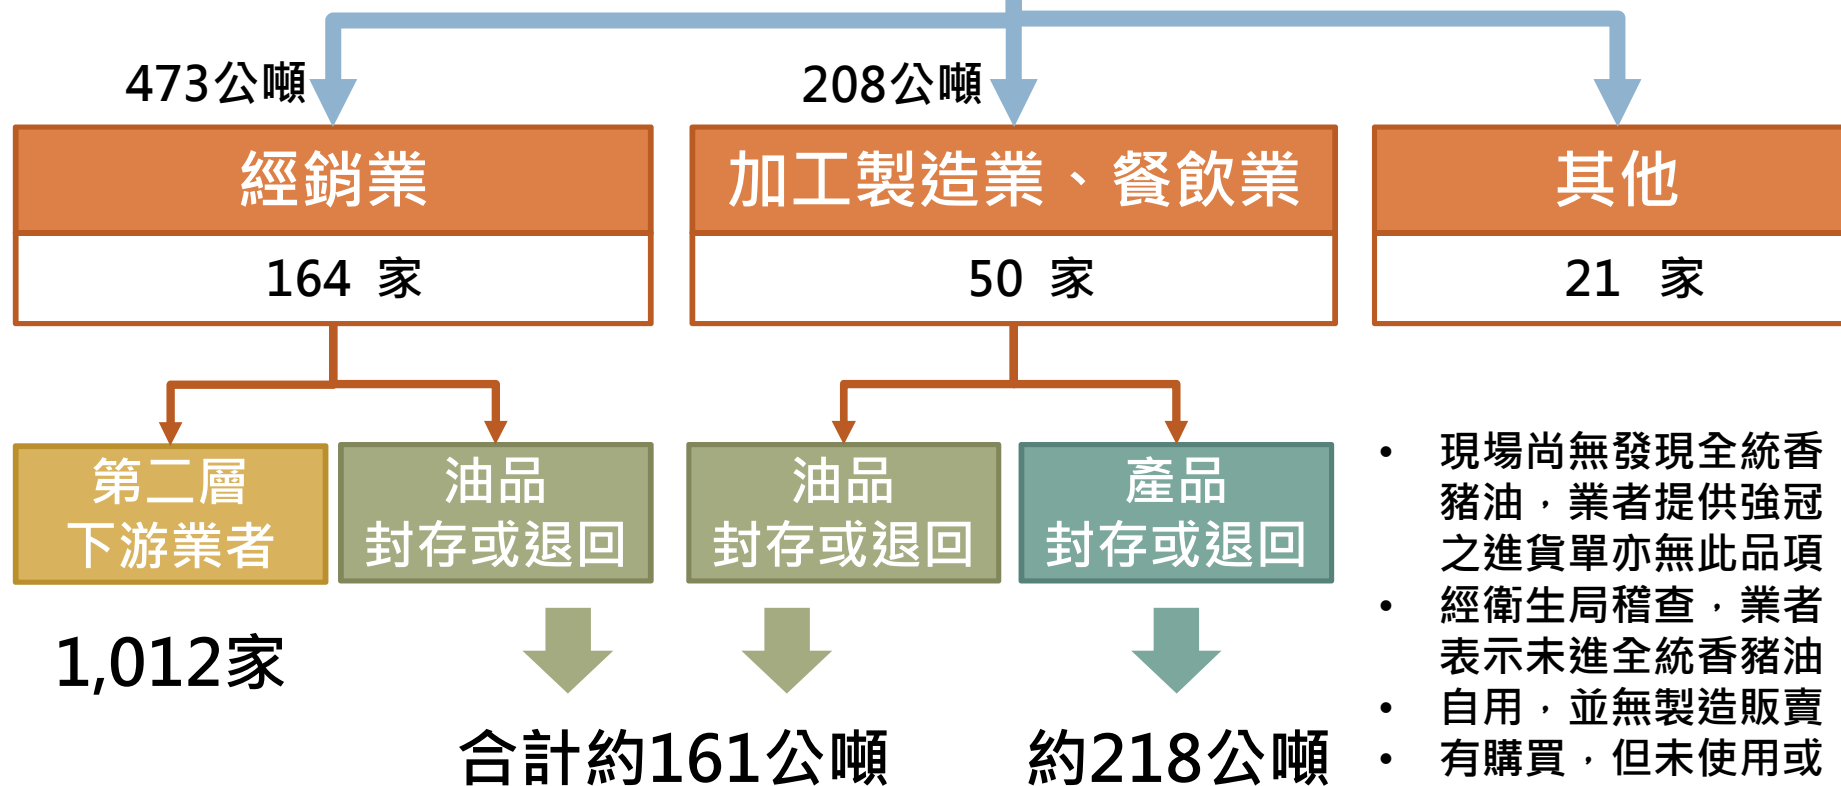 473公噸
208公噸
經銷業
加工製造業、餐飲業
其他
164 家
50 家
21 家
第二層
下游業者
油品
封存或退回
油品
封存或退回
產品
封存或退回
1,012家
合計約161公噸
約218公噸
• 現場尚無發現全統香
豬油，業者提供強冠
之進貨單亦無此品項
• 經衛生局稽查，業者
表示未進全統香豬油
• 自用，並無製造販賣
• 有購買，但未使用或